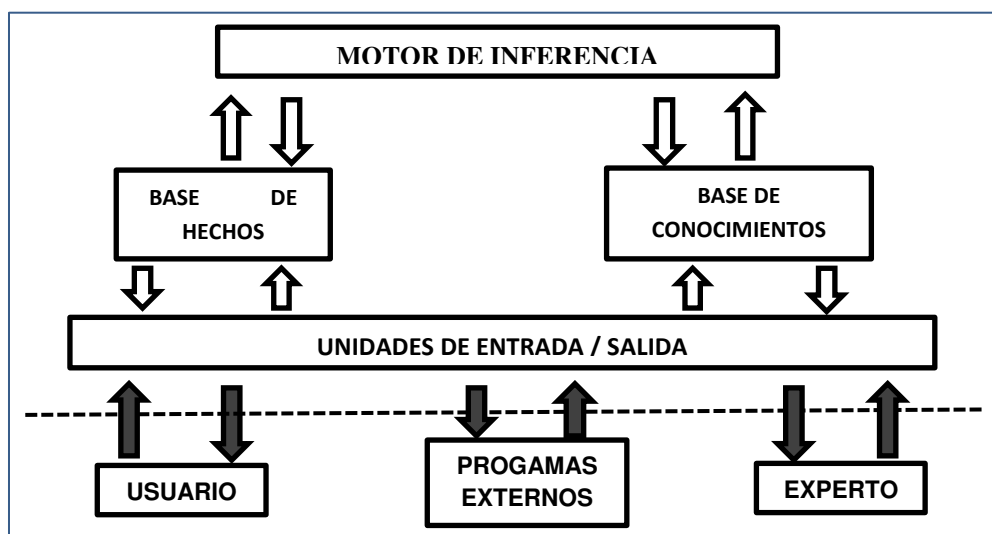 MOTOR DE INFERENCIA
BASE DE
HECHOS
BASE DE
CONOCIMIENTOS
UNIDADES DE ENTRADA / SALIDA
USUARIO
PROGAMAS
EXTERNOS
EXPERTO